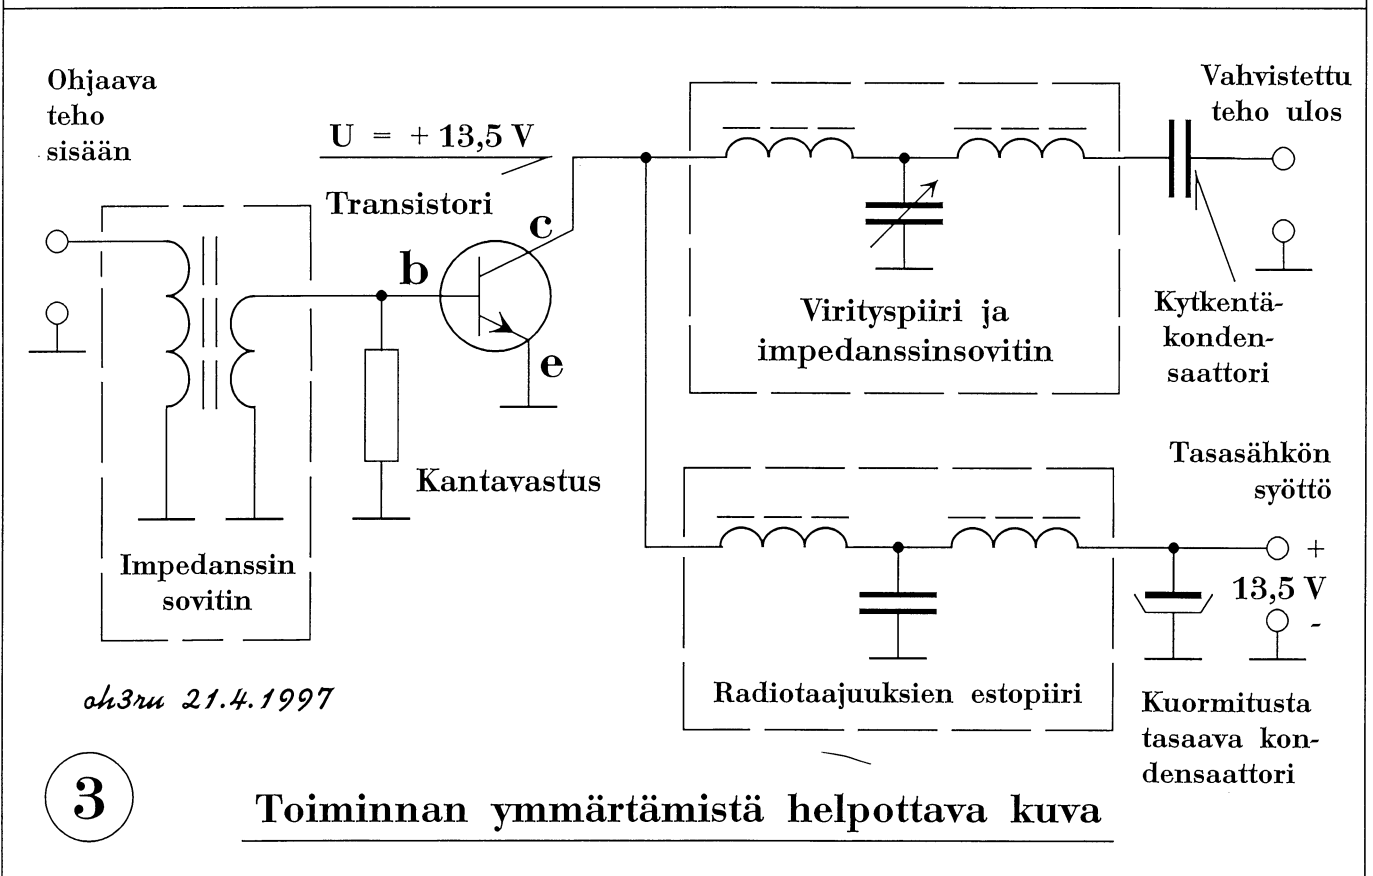 Ohjaava
teho
sisään
U = + 13,5 V
Transistori
c
b
e
Kantavastus
Impedanssin
sovitin
Virityspiiri ja
impedanssinsovitin
Vahvistettu
teho ulos
Kytkentä-
konden-
saattori
Tasasähkön
syöttö
+
13,5 V
-
Radiotaajuuksien estopiiri
Kuormitusta
tasaava kon-
densaattori
oh3ru 21.4.1997
3
Toiminnan ymmärtämistä helpottava kuva